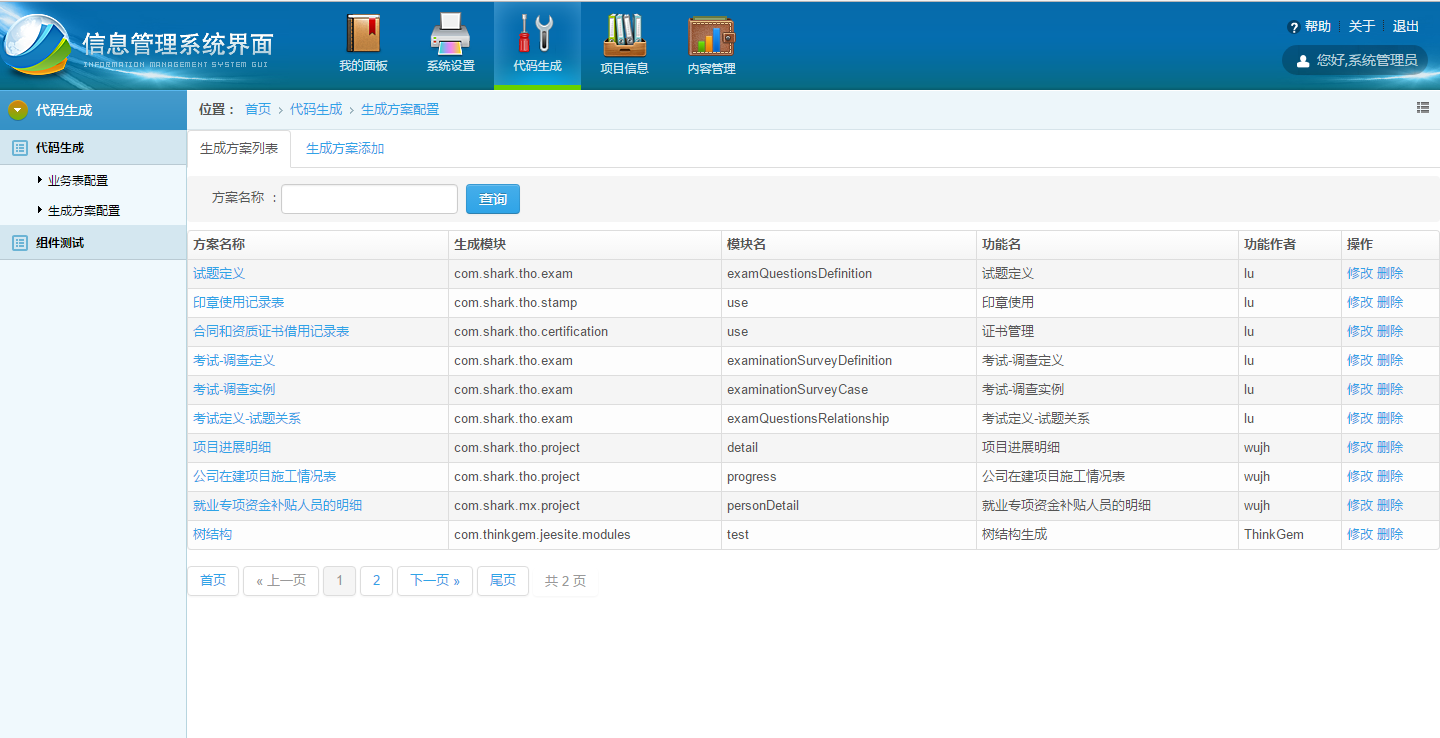 信息管理系统界面
INFORMATION MANAGEMENT SYSTEM GUI
我的面板 系统设置 代码生成 项目信息 内容管理
帮助 关于 退出
您好,系统管理员
代码生成
代码生成
业务表配置
生成方案配置
组件测试
位置： 首页 › 代码生成 › 生成方案配置
生成方案列表 生成方案添加
方案名称 ： 查询
方案名称 生成模块 模块名 功能名 功能作者 操作
试题定义 com.shark.tho.exam examQuestionsDefinition 试题定义 lu 修改 删除
印章使用记录表 com.shark.tho.stamp use 印章使用 lu 修改 删除
合同和资质证书借用记录表 com.shark.tho.certification use 证书管理 lu 修改 删除
考试-调查定义 com.shark.tho.exam examinationSurveyDefinition 考试-调查定义 lu 修改 删除
考试-调查实例 com.shark.tho.exam examinationSurveyCase 考试-调查实例 lu 修改 删除
考试定义-试题关系 com.shark.tho.exam examQuestionsRelationship 考试定义-试题关系 lu 修改 删除
项目进展明细 com.shark.tho.project detail 项目进展明细 wujh 修改 删除
公司在建项目施工情况表 com.shark.tho.project progress 公司在建项目施工情况表 wujh 修改 删除
就业专项资金补贴人员的明细 com.shark.mx.project personDetail 就业专项资金补贴人员的明细 wujh 修改 删除
树结构 com.thinkgem.jeesite.modules test 树结构生成 ThinkGem 修改 删除
首页 « 上一页 1 2 下一页 » 尾页 共 2 页